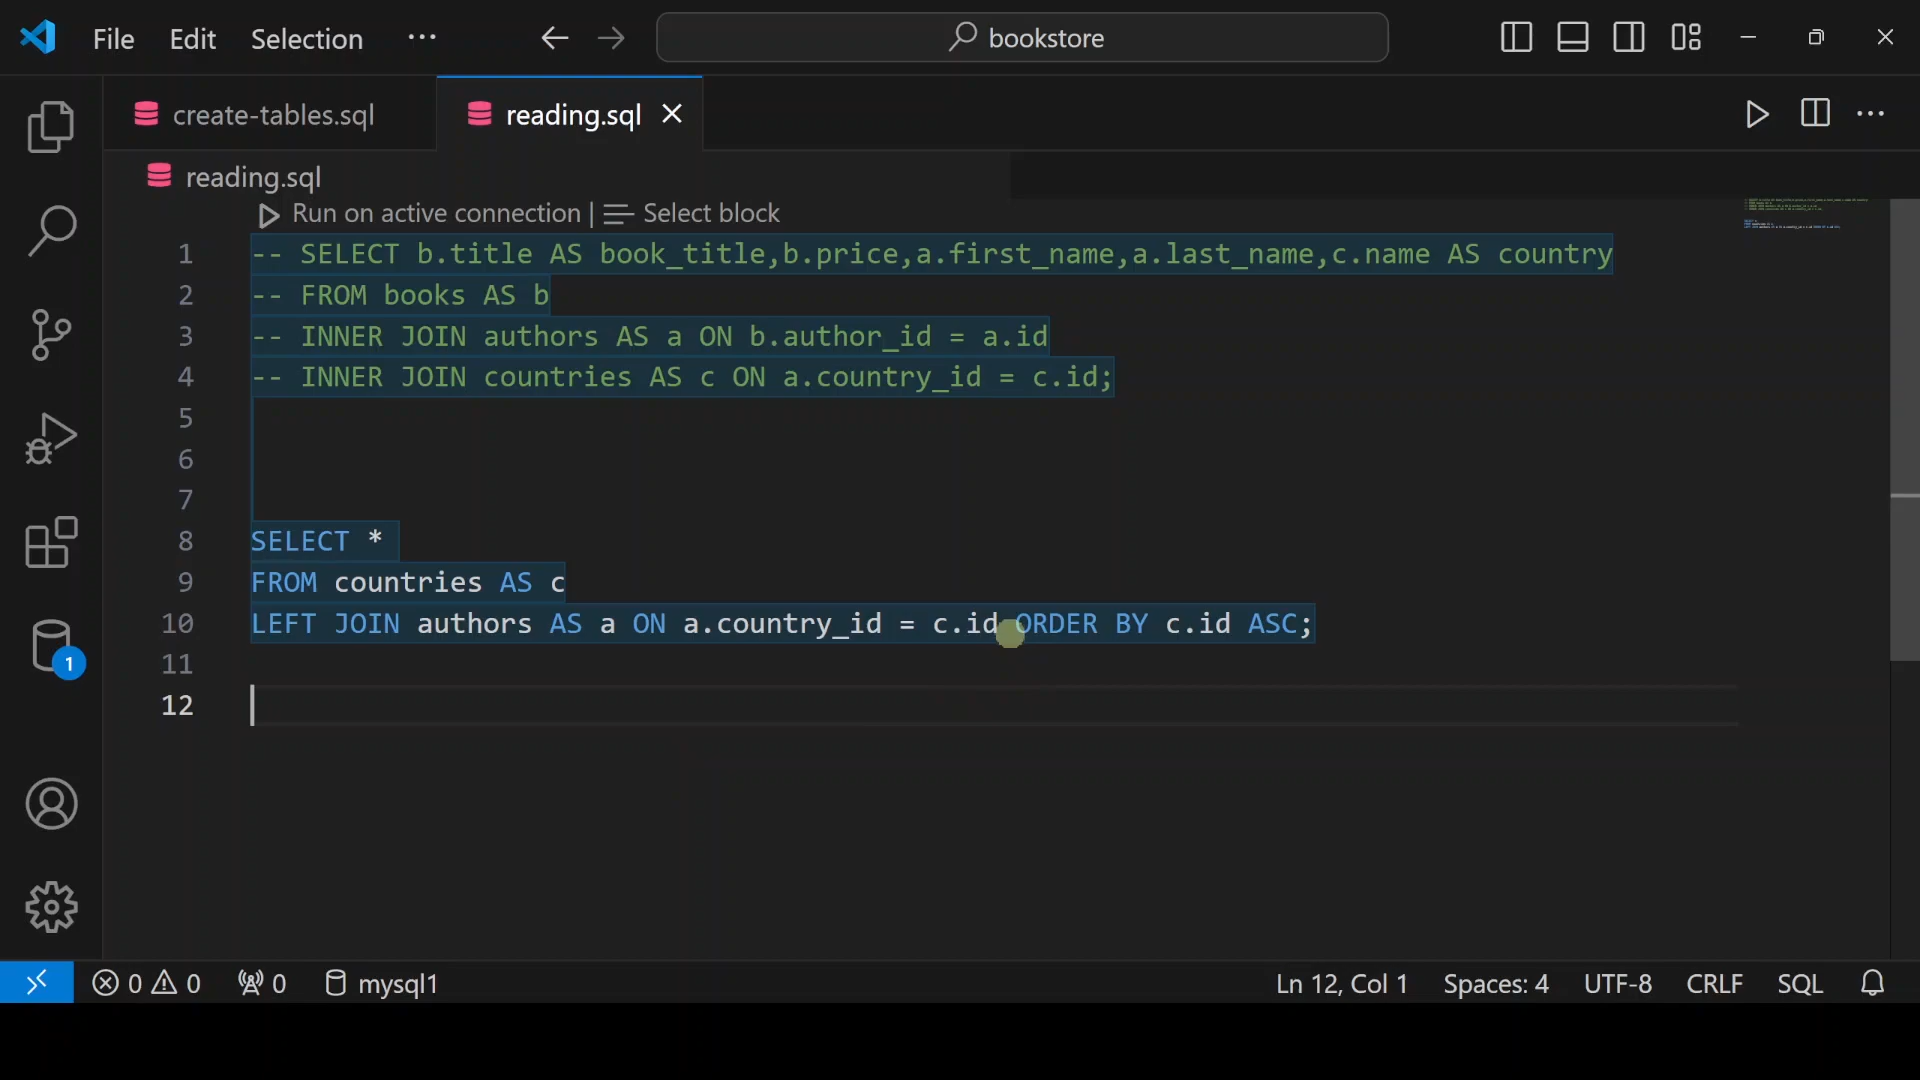 File Edit Selection ··· bookstore
create-tables.sql reading.sql
reading.sql
Run on active connection | Select block
1 -- SELECT b.title AS book_title,b.price,a.first_name,a.last_name,c.name AS country
2 -- FROM books AS b
3 -- INNER JOIN authors AS a ON b.author_id = a.id
4 -- INNER JOIN countries AS c ON a.country_id = c.id;
5
6
7
8 SELECT *
9 FROM countries AS c
10 LEFT JOIN authors AS a ON a.country_id = c.id ORDER BY c.id ASC;
11
12
1
0 0 0 mysql1 Ln 12, Col 1 Spaces: 4 UTF-8 CRLF SQL